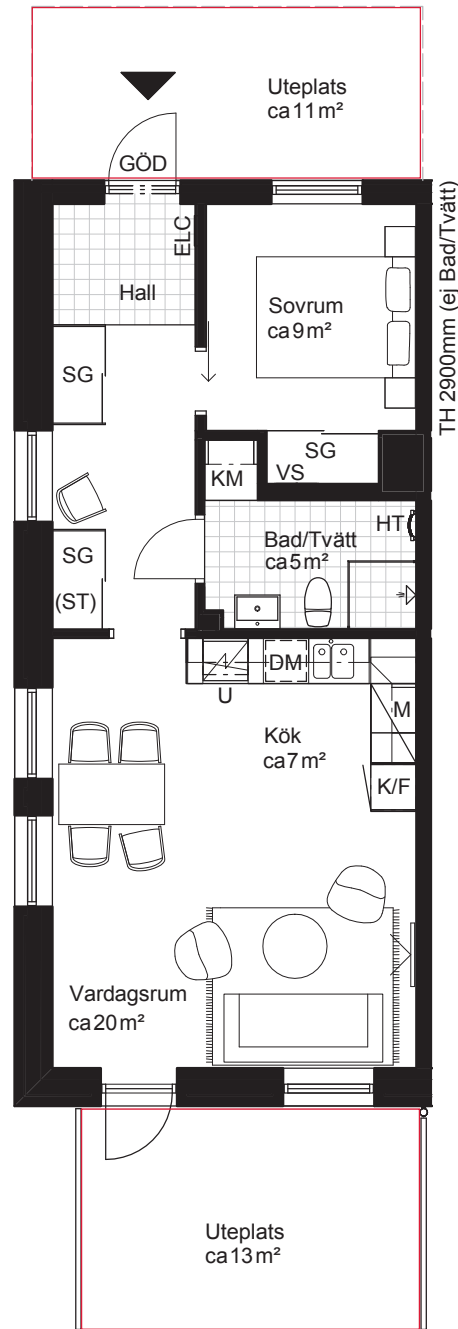 Uteplats
ca 11 m²
GÖD
ELC
Hall
Sovrum
ca 9 m²
TH 2900mm (ej Bad/Tvätt)
SG
SG
VS
KM
HT
Bad/Tvätt
ca 5 m²
SG
(ST)
DM
U
M
Kök
ca 7 m²
K/F
Vardagsrum
ca 20 m²
Uteplats
ca 13 m²